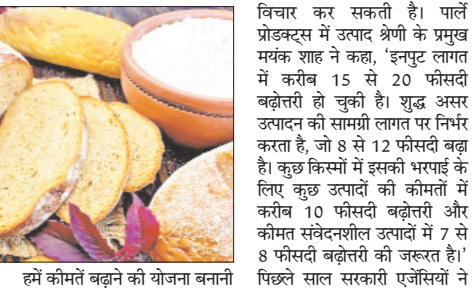 हमें कीमतें बढ़ाने की योजना बनानी
विचार कर सकती है। पार्ले
प्रोडक्ट्स में उत्पाद श्रेणी के प्रमुख
मयंक शाह ने कहा, ‘इनपुट लागत
में करीब 15 से 20 फीसदी
बढ़ोत्तरी हो चुकी है। शुद्ध असर
उत्पादन की सामग्री लागत पर निर्भर
करता है, जो 8 से 12 फीसदी बढ़ा
है। कुछ किस्मों में इसकी भरपाई के
लिए कुछ उत्पादों की कीमतों में
करीब 10 फीसदी बढ़ोत्तरी और
कीमत संवेदनशील उत्पादों में 7 से
8 फीसदी बढ़ोत्तरी की जरूरत है।’
पिछले साल सरकारी एजेंसियों ने